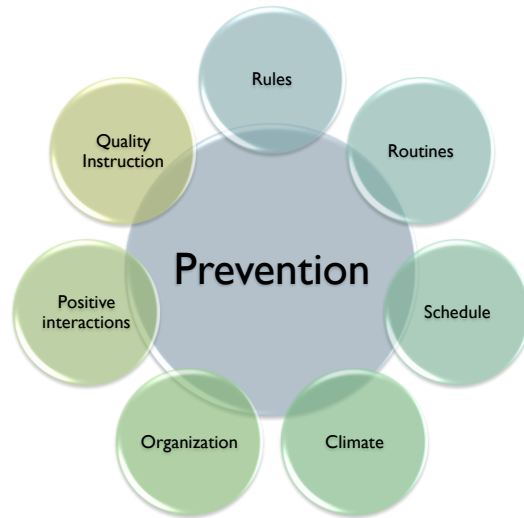 Rules
Quality
Instruction
Routines
Prevention
Positive
interactions
Schedule
Organization
Climate